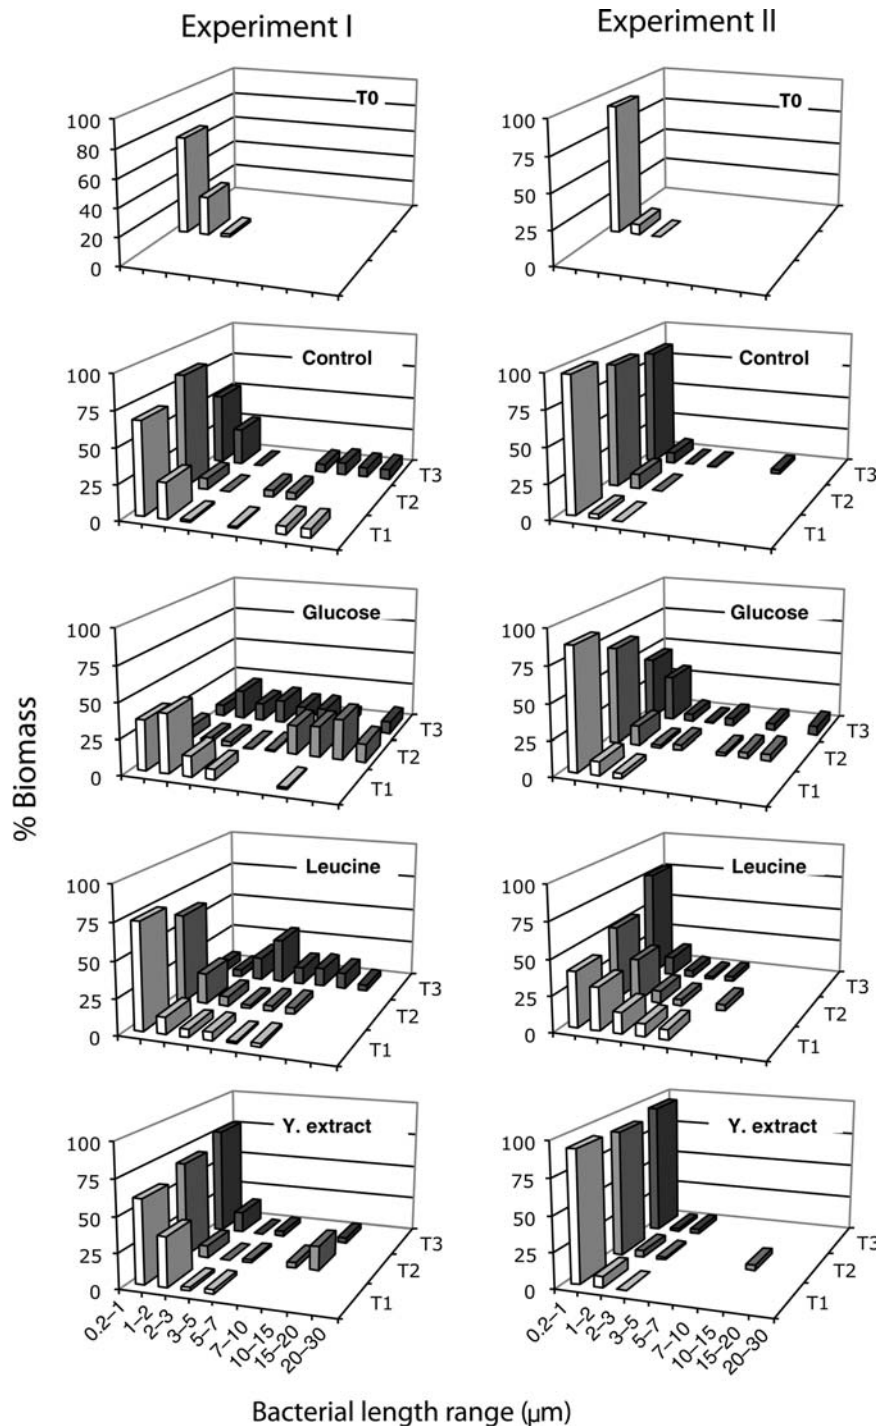 Experiment I
Experiment II
T0
100
80
60
40
20
0
T0
100
75
50
25
0
Control
100
75
50
25
0
T1
T2
T3
Control
100
75
50
25
0
T1
T2
T3
Glucose
100
75
50
25
0
T1
T2
T3
Glucose
100
75
50
25
0
T1
T2
T3
% Biomass
Leucine
100
75
50
25
0
T1
T2
T3
Leucine
100
75
50
25
0
T1
T2
T3
Y. extract
100
75
50
25
0
T1
T2
T3
0.2–1
1–2
2–3
3–5
5–7
7–10
10–15
15–20
20–30
Y. extract
100
75
50
25
0
T1
T2
T3
0.2–1
1–2
2–3
3–5
5–7
7–10
10–15
15–20
20–30
Bacterial length range (µm)